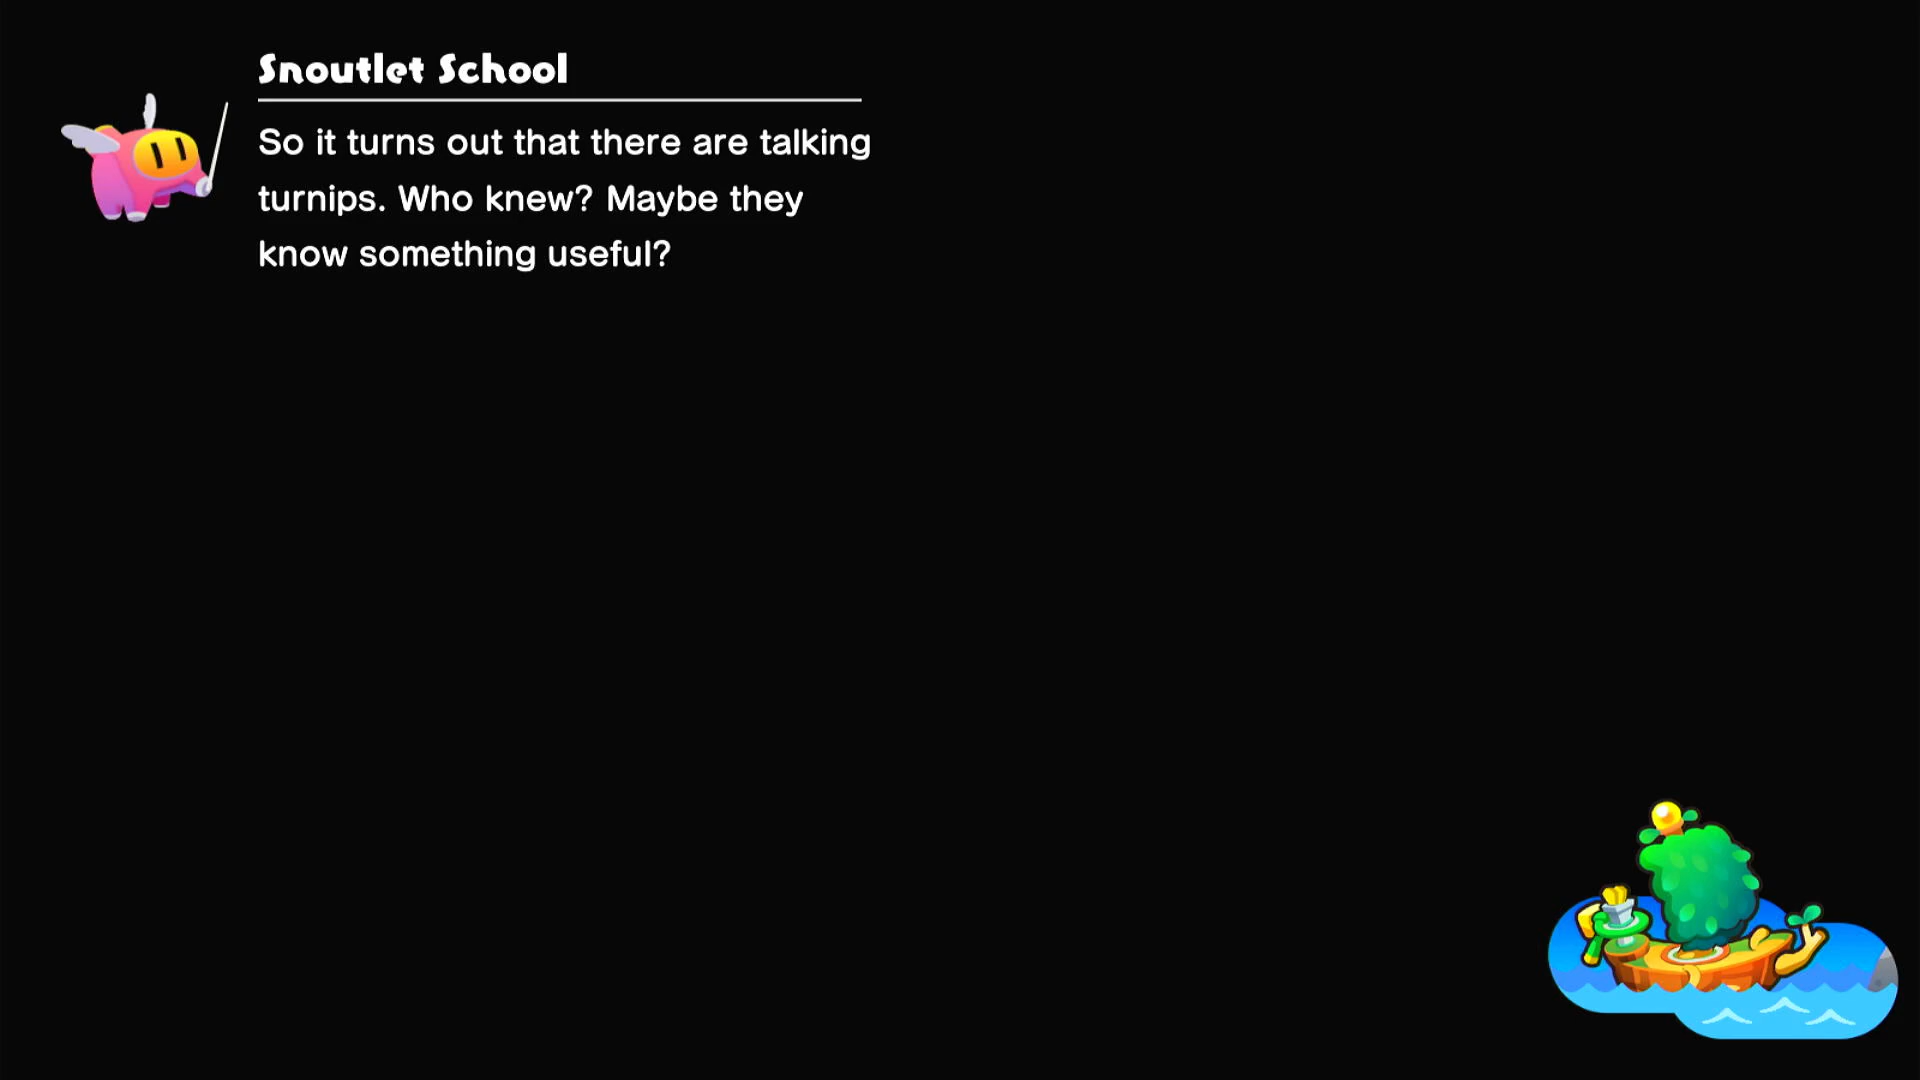 Snoutlet School
So it turns out that there are talking
turnips. Who knew? Maybe they
know something useful?